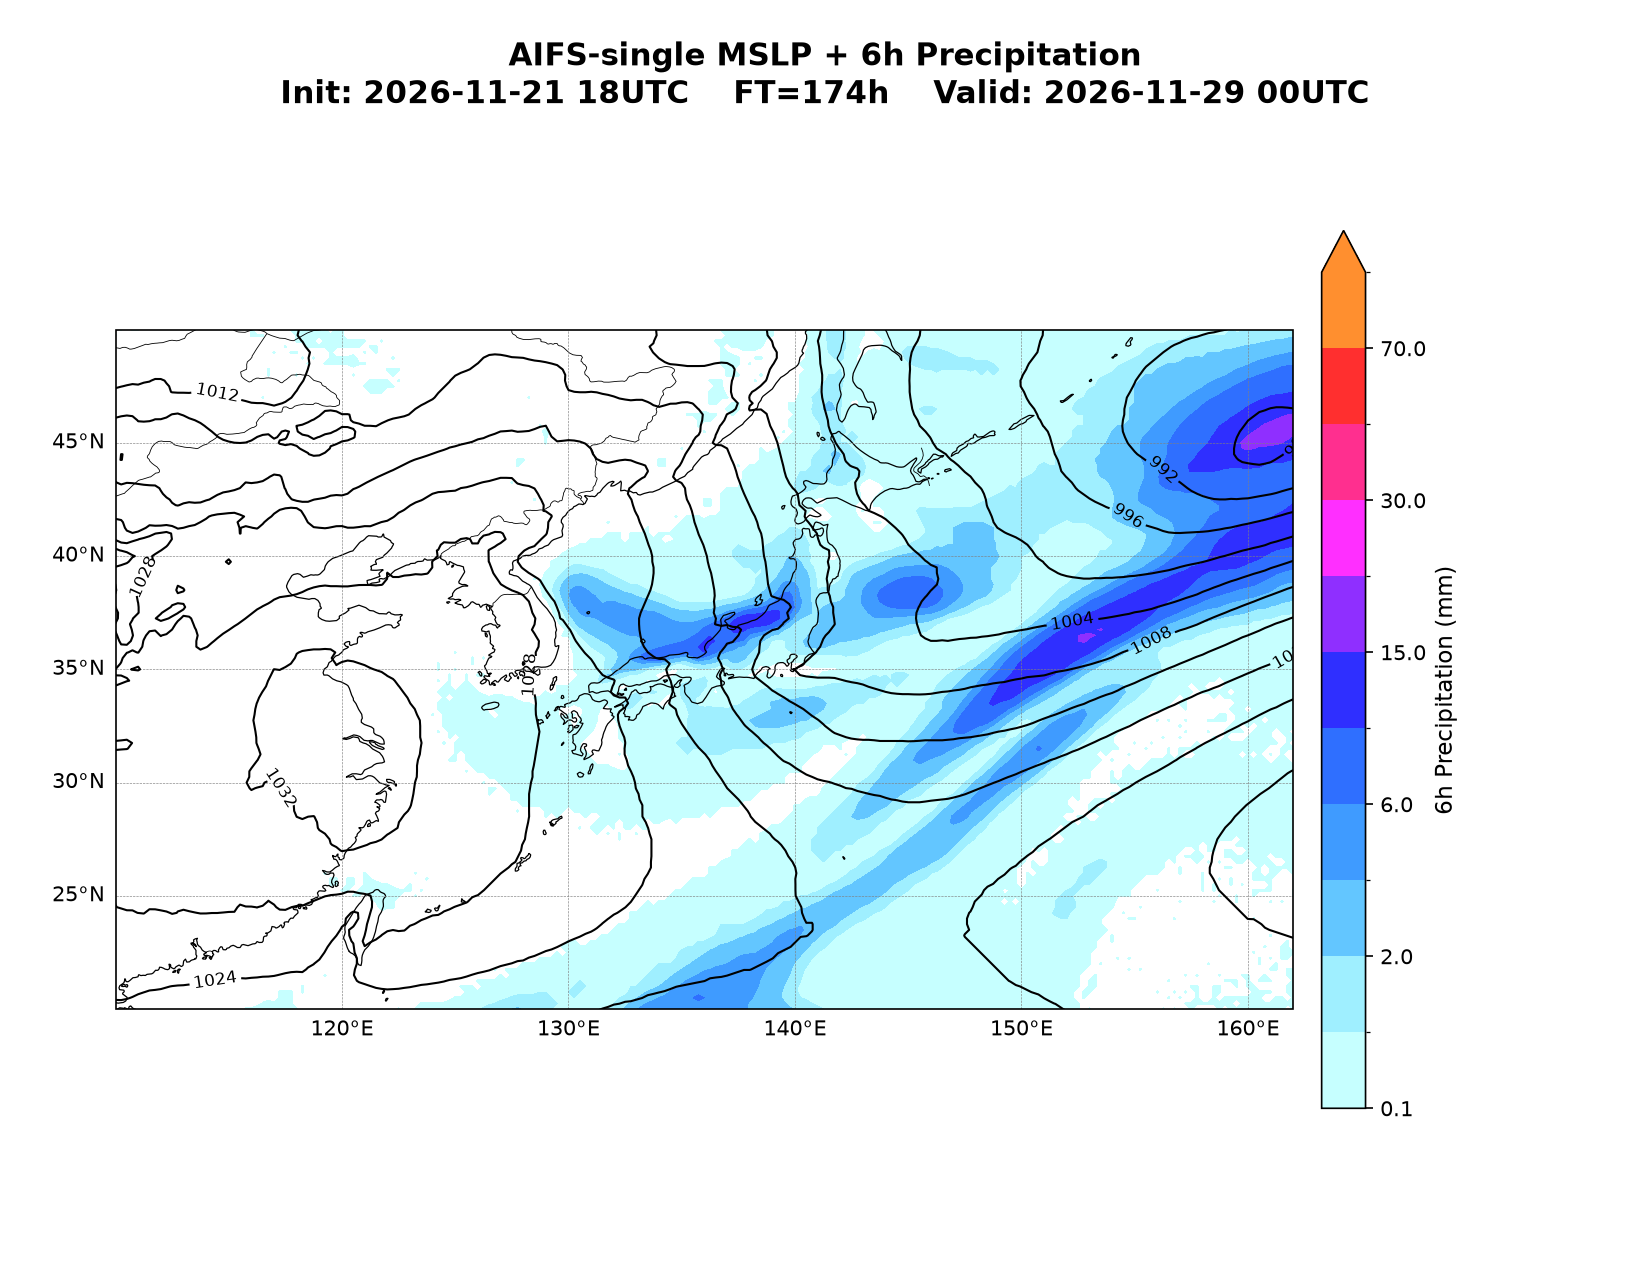 AIFS-single MSLP + 6h Precipitation
Init: 2026-11-21 18UTC    FT=174h    Valid: 2026-11-29 00UTC
70.0
30.0
15.0
6.0
2.0
0.1
6h Precipitation (mm)
45°N
40°N
35°N
30°N
25°N
120°E
130°E
140°E
150°E
160°E
1012
992
996
1028
1004
1008
10
1028
1032
1024